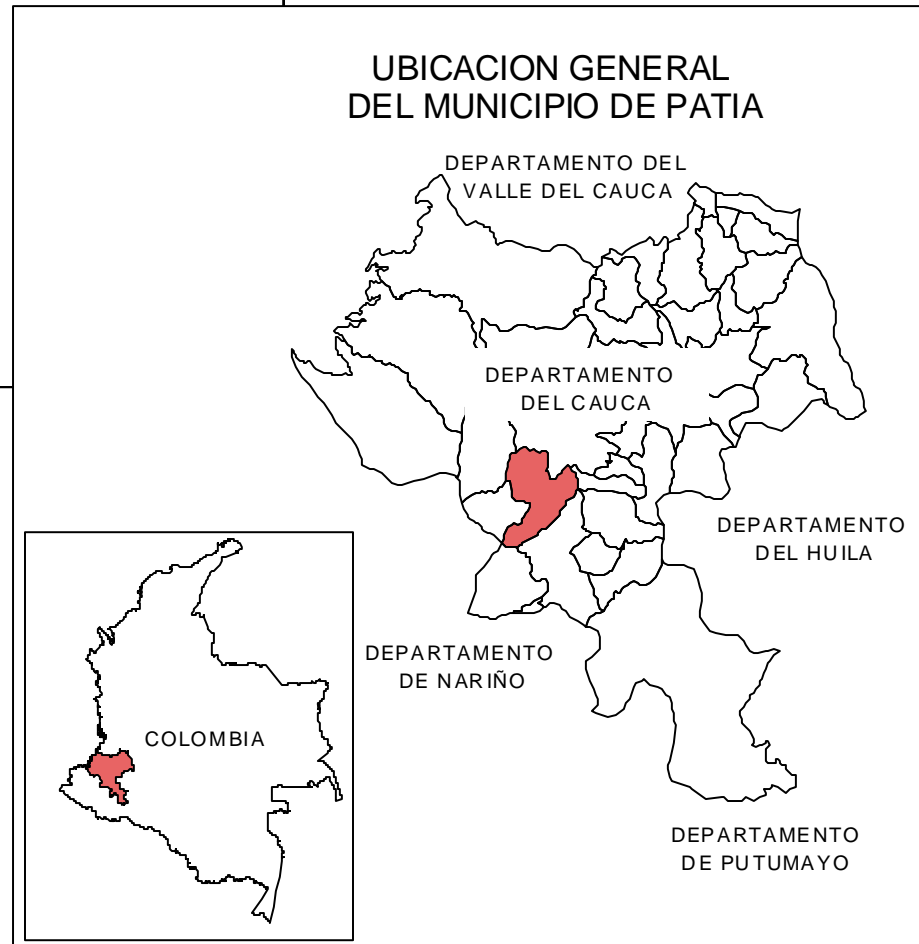 UBICACION GENERAL
DEL MUNICIPIO DE PATIA
DEPARTAMENTO DEL
VALLE DEL CAUCA
DEPARTAMENTO
DEL CAUCA
DEPARTAMENTO
DEL HUILA
DEPARTAMENTO
DE NARIÑO
COLOMBIA
DEPARTAMENTO
DE PUTUMAYO